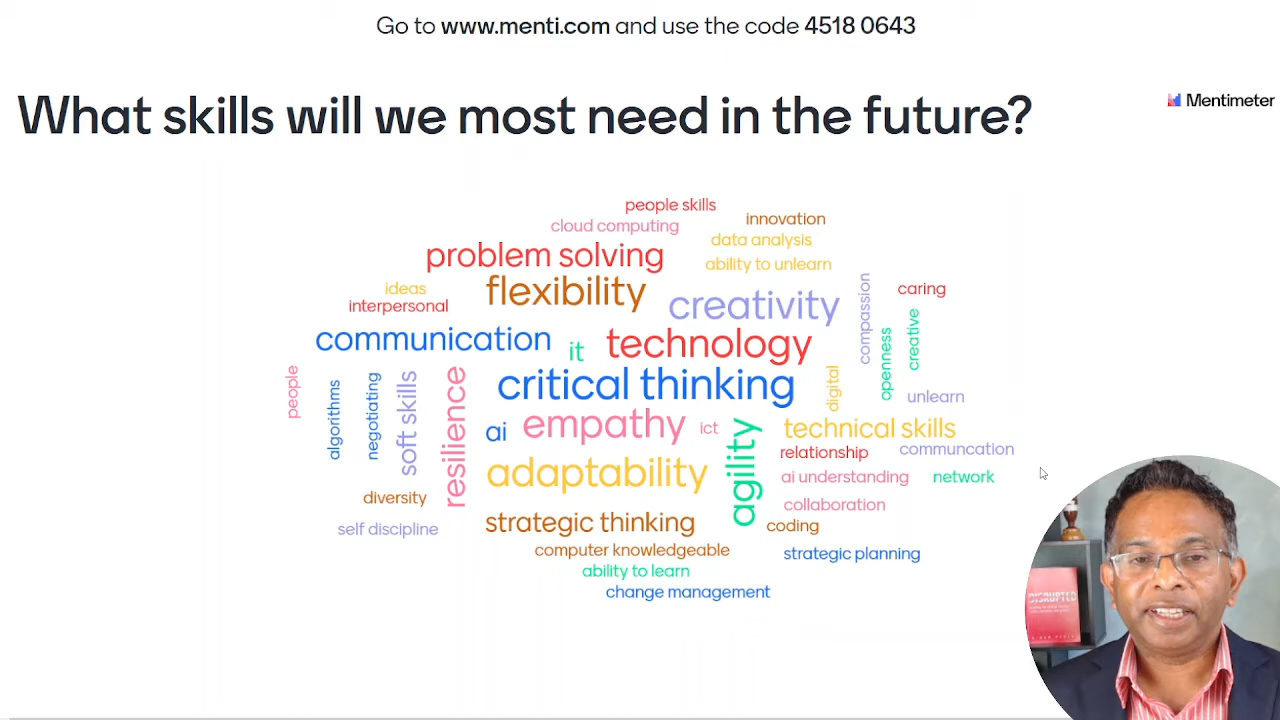 Go to www.menti.com and use the code 4518 0643
What skills will we most need in the future?
Mentimeter
people skills
innovation
cloud computing
data analysis
problem solving
ability to unlearn
ideas
flexibility
interpersonal
creativity
compassion
caring
communication
it
technology
openness
creative
people
algorithms
negotiating
soft skills
resilience
critical thinking
digital
unlearn
ai
empathy
ict
agility
technical skills
relationship
communcation
adaptability
ai understanding
network
diversity
collaboration
self discipline
strategic thinking
coding
computer knowledgeable
strategic planning
ability to learn
change management
DISRUPTED